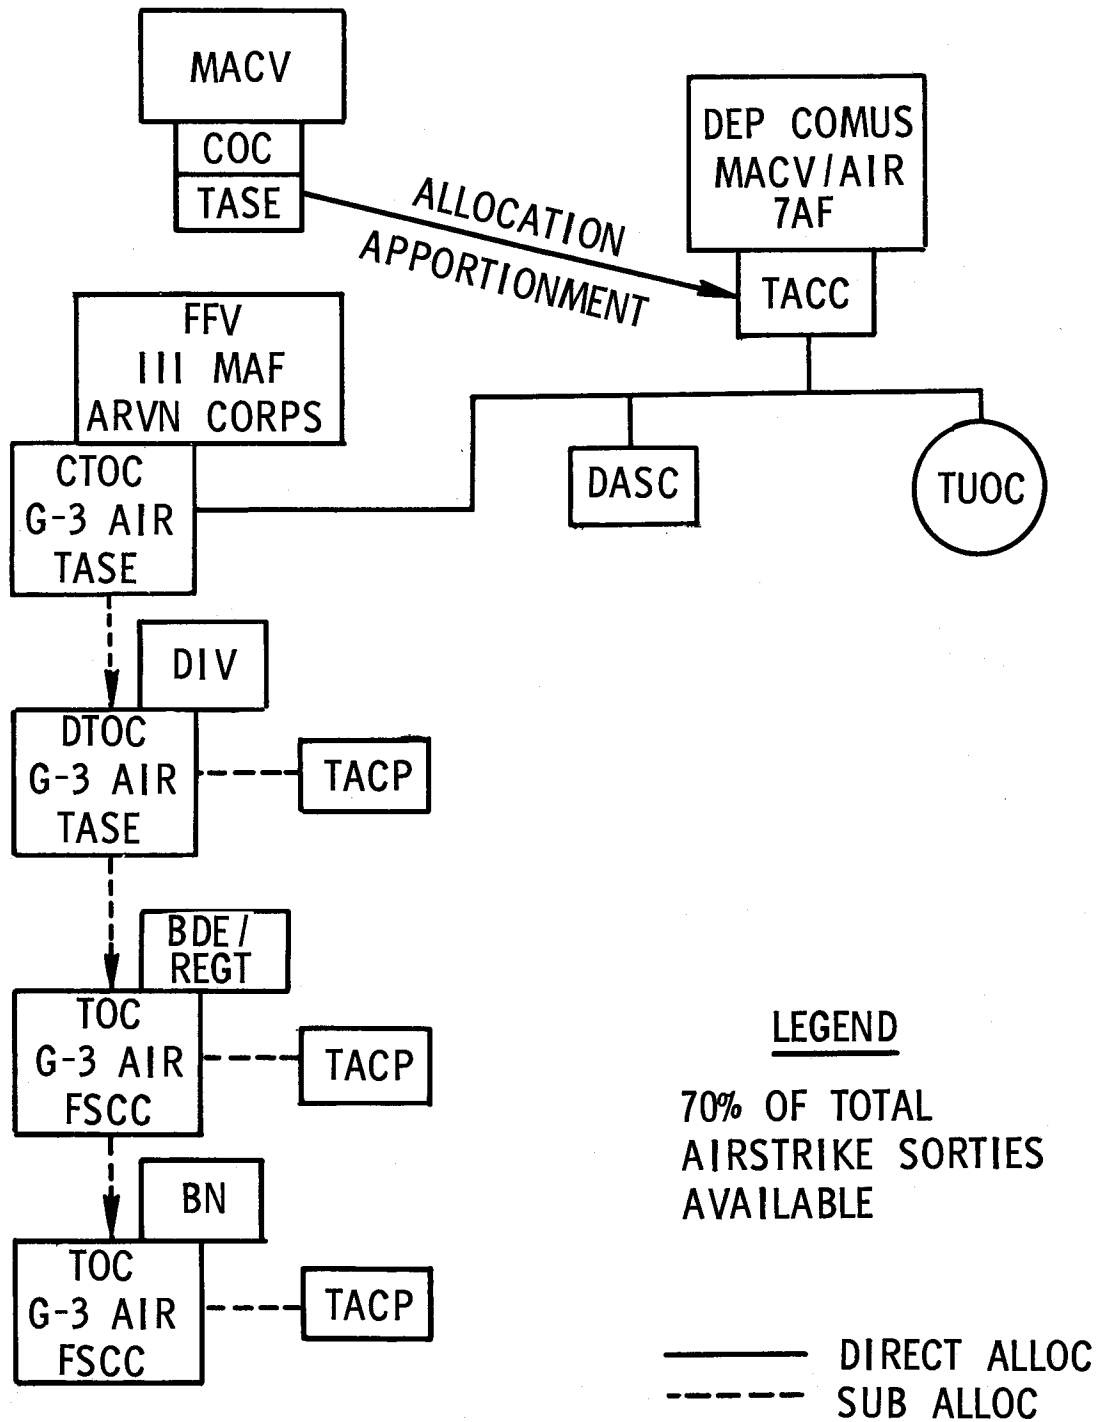 MACV
COC
TASE
DEP COMUS
MACV/AIR
7AF
TACC
ALLOCATION
APPORTIONMENT
FFV
III MAF
ARVN CORPS
CTOC
G-3 AIR
TASE
DASC
TUOC
DIV
DTOC
G-3 AIR
TASE
TACP
BDE/
REGT
TOC
G-3 AIR
FSCC
TACP
BN
TOC
G-3 AIR
FSCC
TACP
LEGEND
70% OF TOTAL
AIRSTRIKE SORTIES
AVAILABLE
DIRECT ALLOC
SUB ALLOC